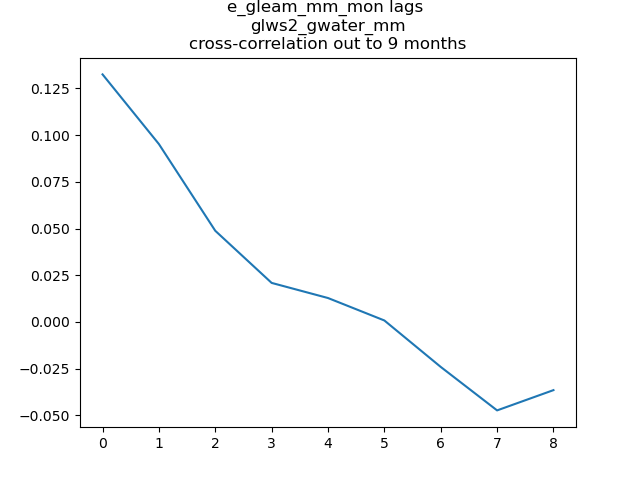 e_gleam_mm_mon lags
glws2_gwater_mm
cross-correlation out to 9 months
0.125
0.100
0.075
0.050
0.025
0.000
−0.025
−0.050
0 1 2 3 4 5 6 7 8